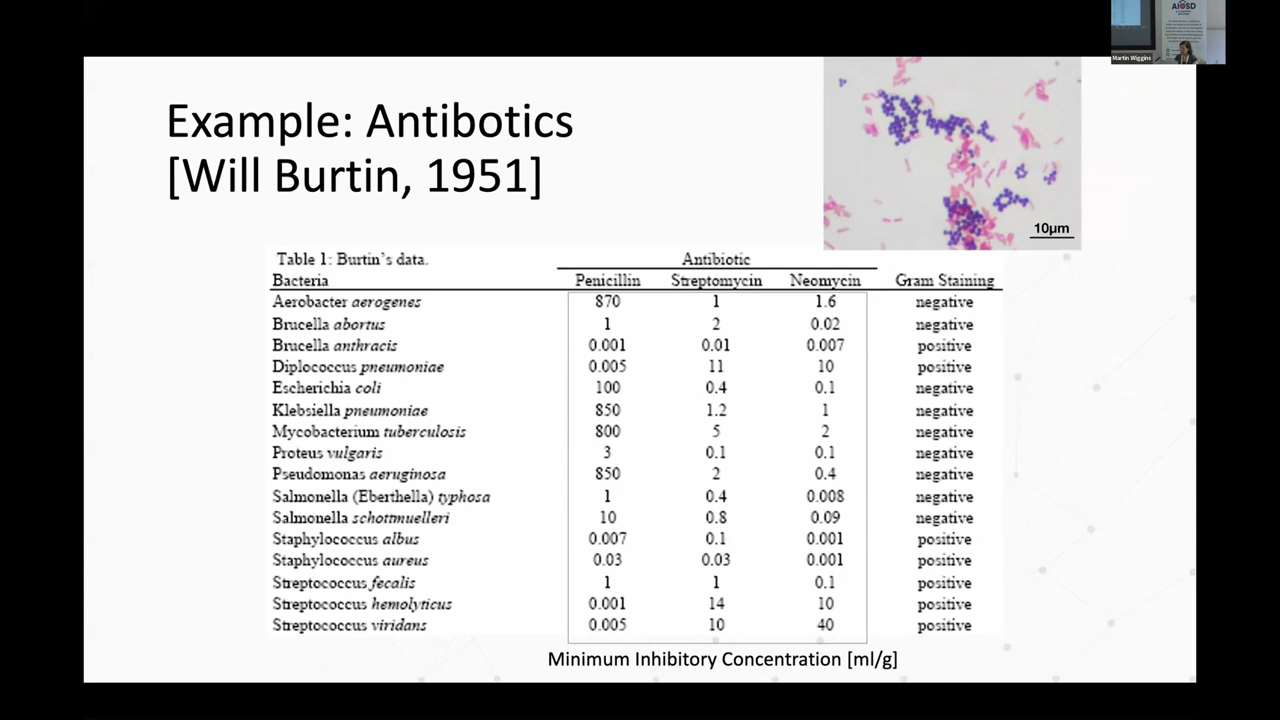 AIOSD
Martin Wiggins
Example: Antibotics
[Will Burtin, 1951]
10µm
Table 1: Burtin's data. Antibiotic
Bacteria Penicillin Streptomycin Neomycin Gram Staining
Aerobacter aerogenes 870 1 1.6 negative
Brucella abortus 1 2 0.02 negative
Brucella anthracis 0.001 0.01 0.007 positive
Diplococcus pneumoniae 0.005 11 10 positive
Escherichia coli 100 0.4 0.1 negative
Klebsiella pneumoniae 850 1.2 1 negative
Mycobacterium tuberculosis 800 5 2 negative
Proteus vulgaris 3 0.1 0.1 negative
Pseudomonas aeruginosa 850 2 0.4 negative
Salmonella (Eberthella) typhosa 1 0.4 0.008 negative
Salmonella schottmuelleri 10 0.8 0.09 negative
Staphylococcus albus 0.007 0.1 0.001 positive
Staphylococcus aureus 0.03 0.03 0.001 positive
Streptococcus fecalis 1 1 0.1 positive
Streptococcus hemolyticus 0.001 14 10 positive
Streptococcus viridans 0.005 10 40 positive
Minimum Inhibitory Concentration [ml/g]